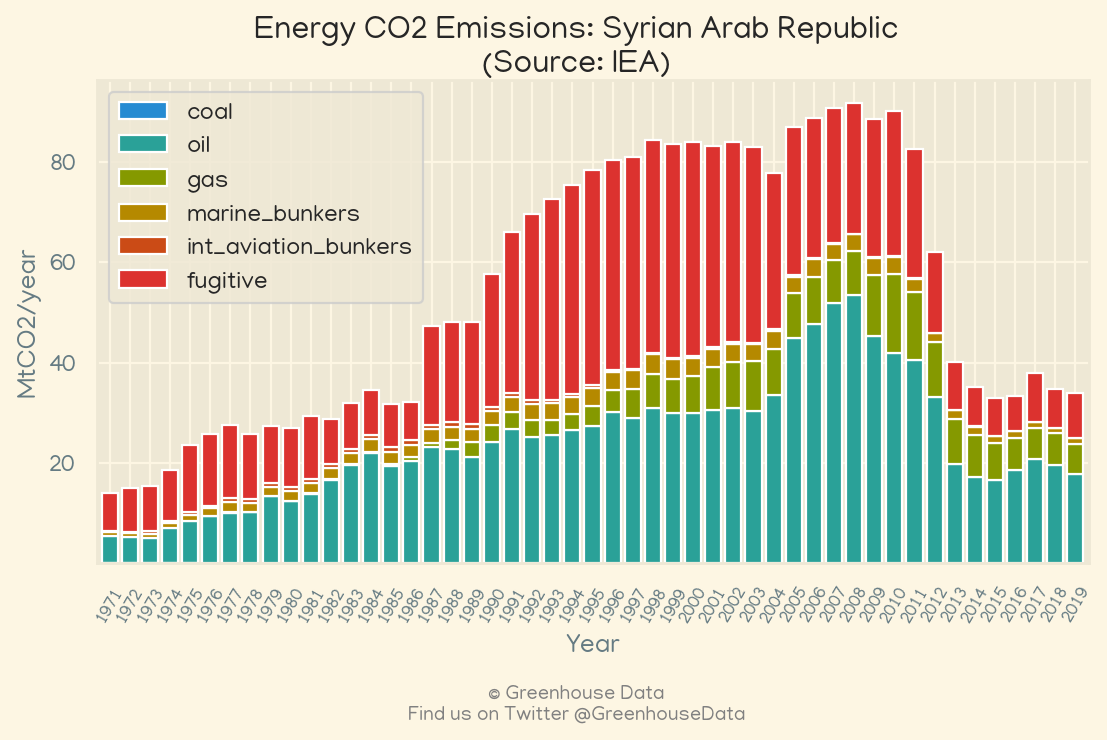 Energy CO2 Emissions: Syrian Arab Republic
(Source: IEA)
coal
oil
gas
marine_bunkers
int_aviation_bunkers
fugitive
80
60
40
20
MtCO2/year
1971 1972 1973 1974 1975 1976 1977 1978 1979 1980 1981 1982 1983 1984 1985 1986 1987 1988 1989 1990 1991 1992 1993 1994 1995 1996 1997 1998 1999 2000 2001 2002 2003 2004 2005 2006 2007 2008 2009 2010 2011 2012 2013 2014 2015 2016 2017 2018 2019
Year
© Greenhouse Data
Find us on Twitter @GreenhouseData